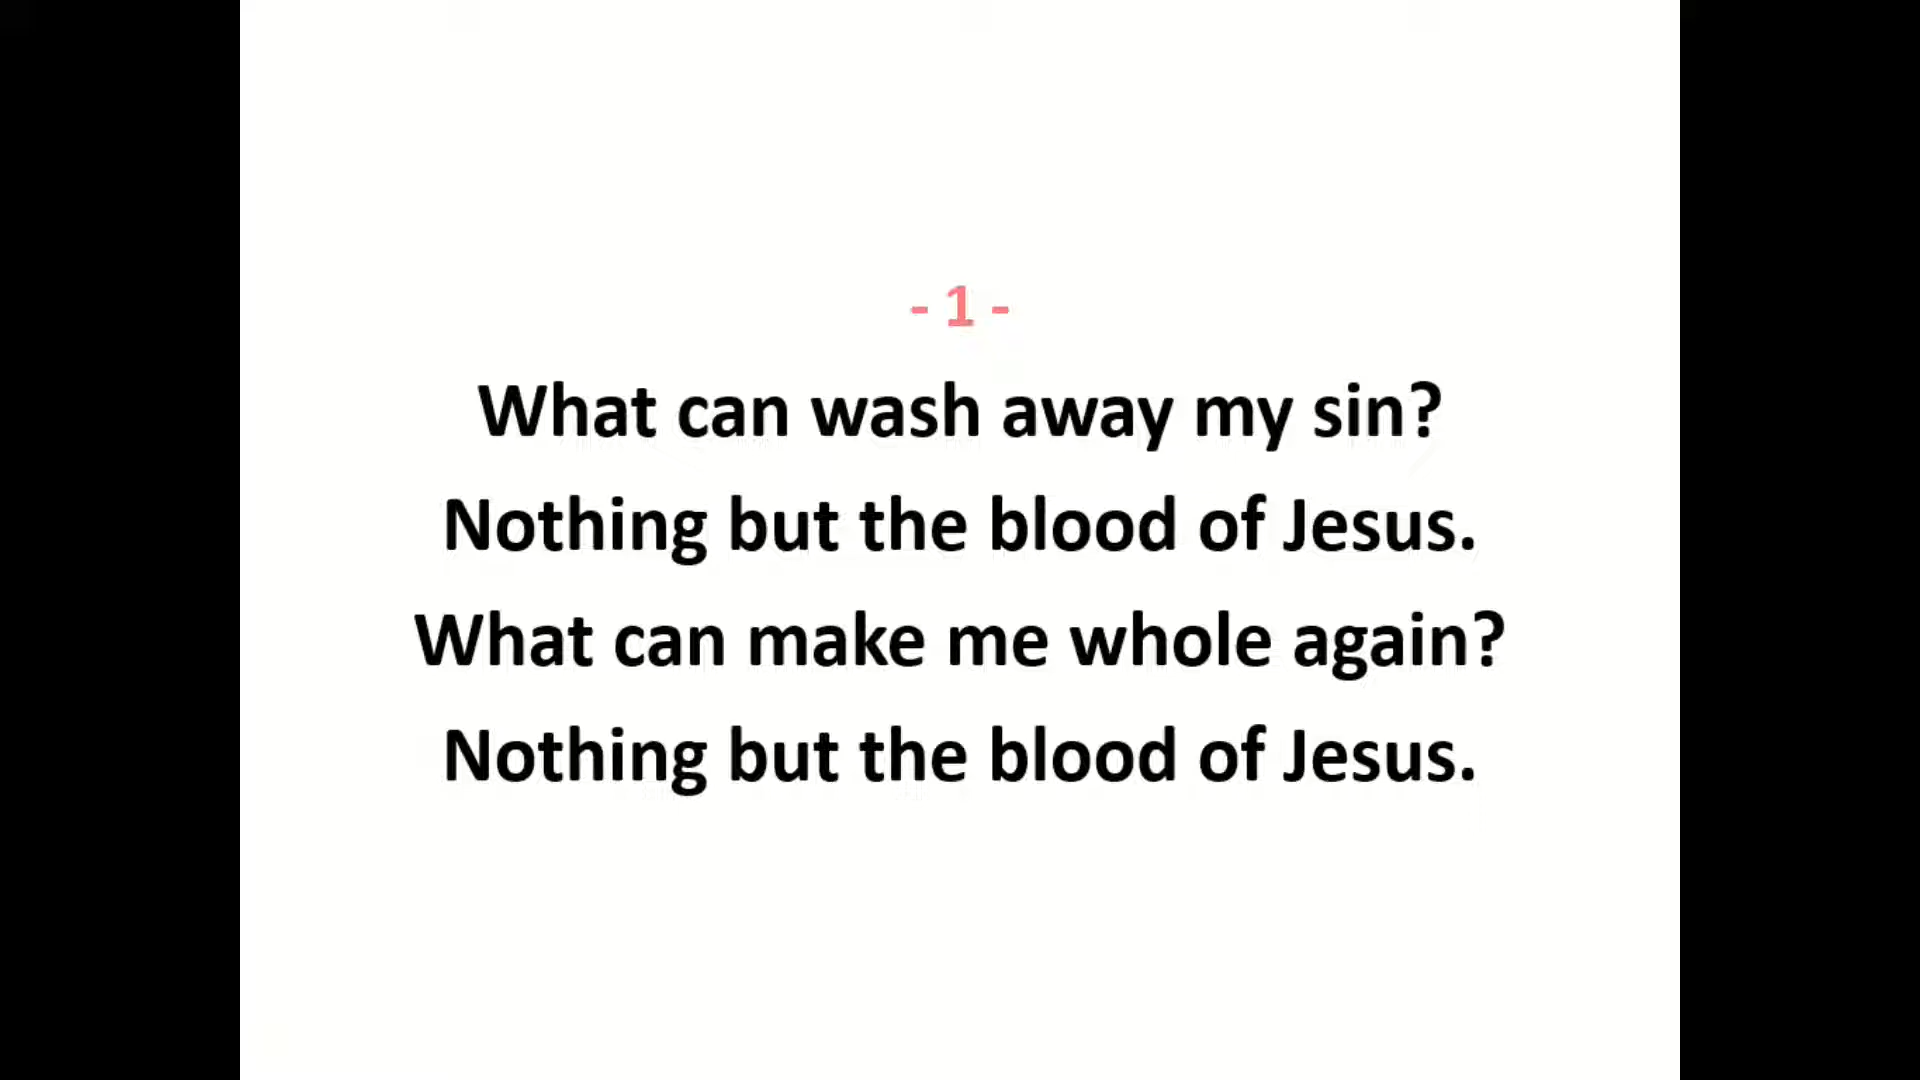 - 1 -
What can wash away my sin?
Nothing but the blood of Jesus.
What can make me whole again?
Nothing but the blood of Jesus.